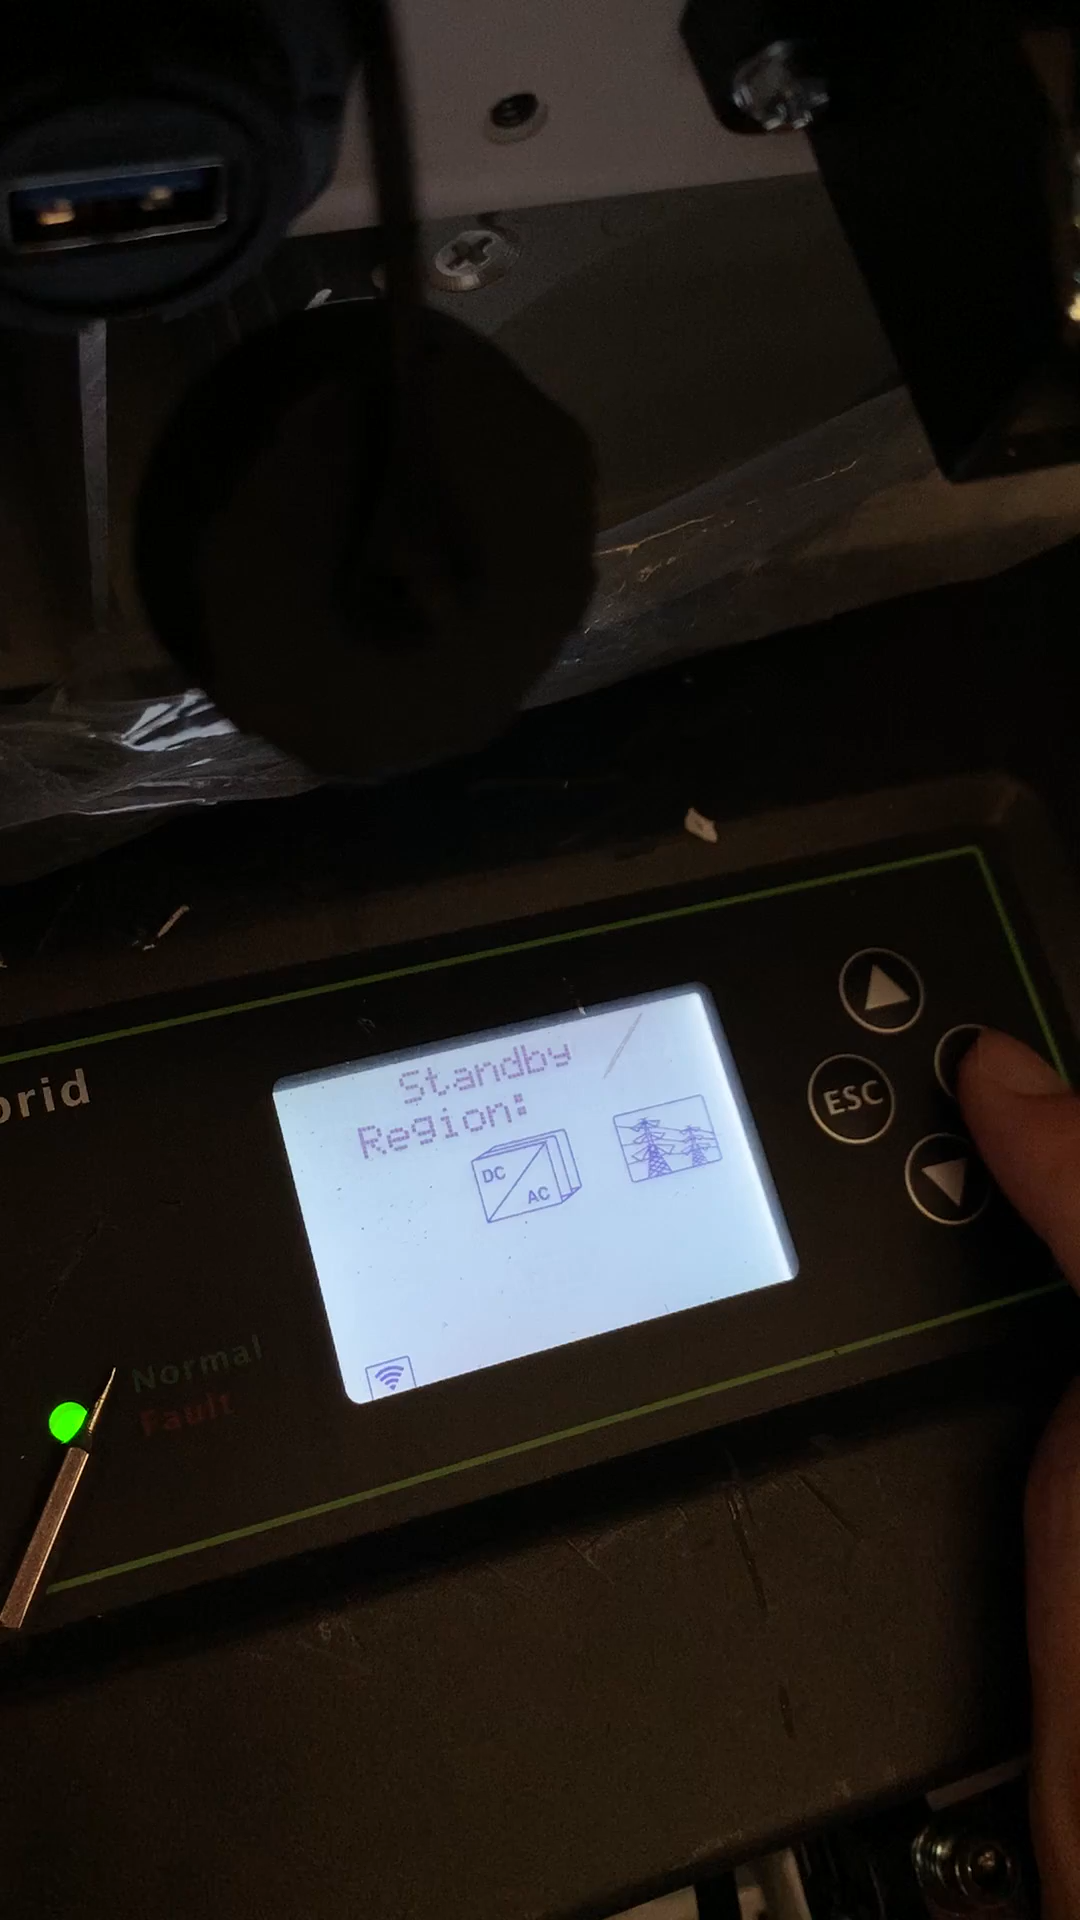 Standby
Region:
DC
AC
ESC
brid
Normal
Fault